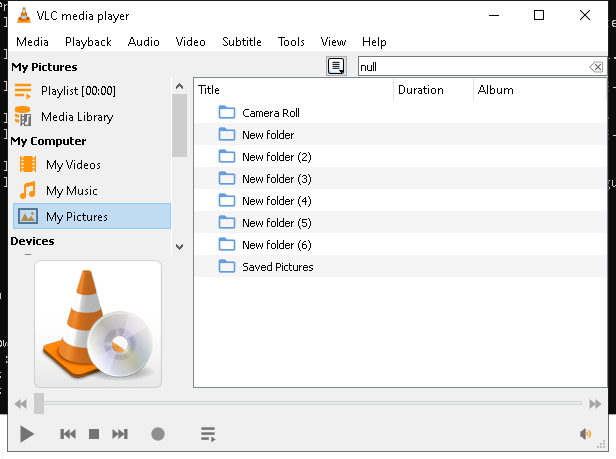 VLC media player
Media Playback Audio Video Subtitle Tools View Help
My Pictures
null
Playlist [00:00]
Media Library
My Computer
My Videos
My Music
My Pictures
Devices
Title Duration Album
Camera Roll
New folder
New folder (2)
New folder (3)
New folder (4)
New folder (5)
New folder (6)
Saved Pictures